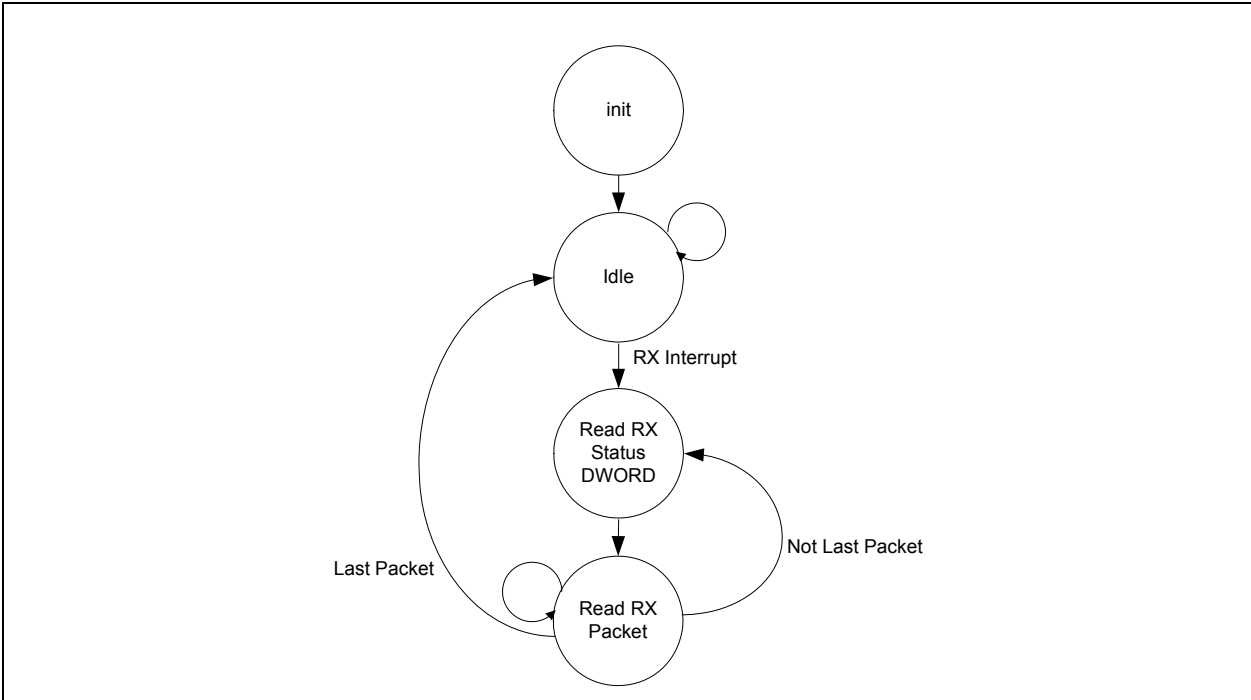 init
Idle
RX Interrupt
Read RX
Status
DWORD
Not Last Packet
Last Packet
Read RX
Packet